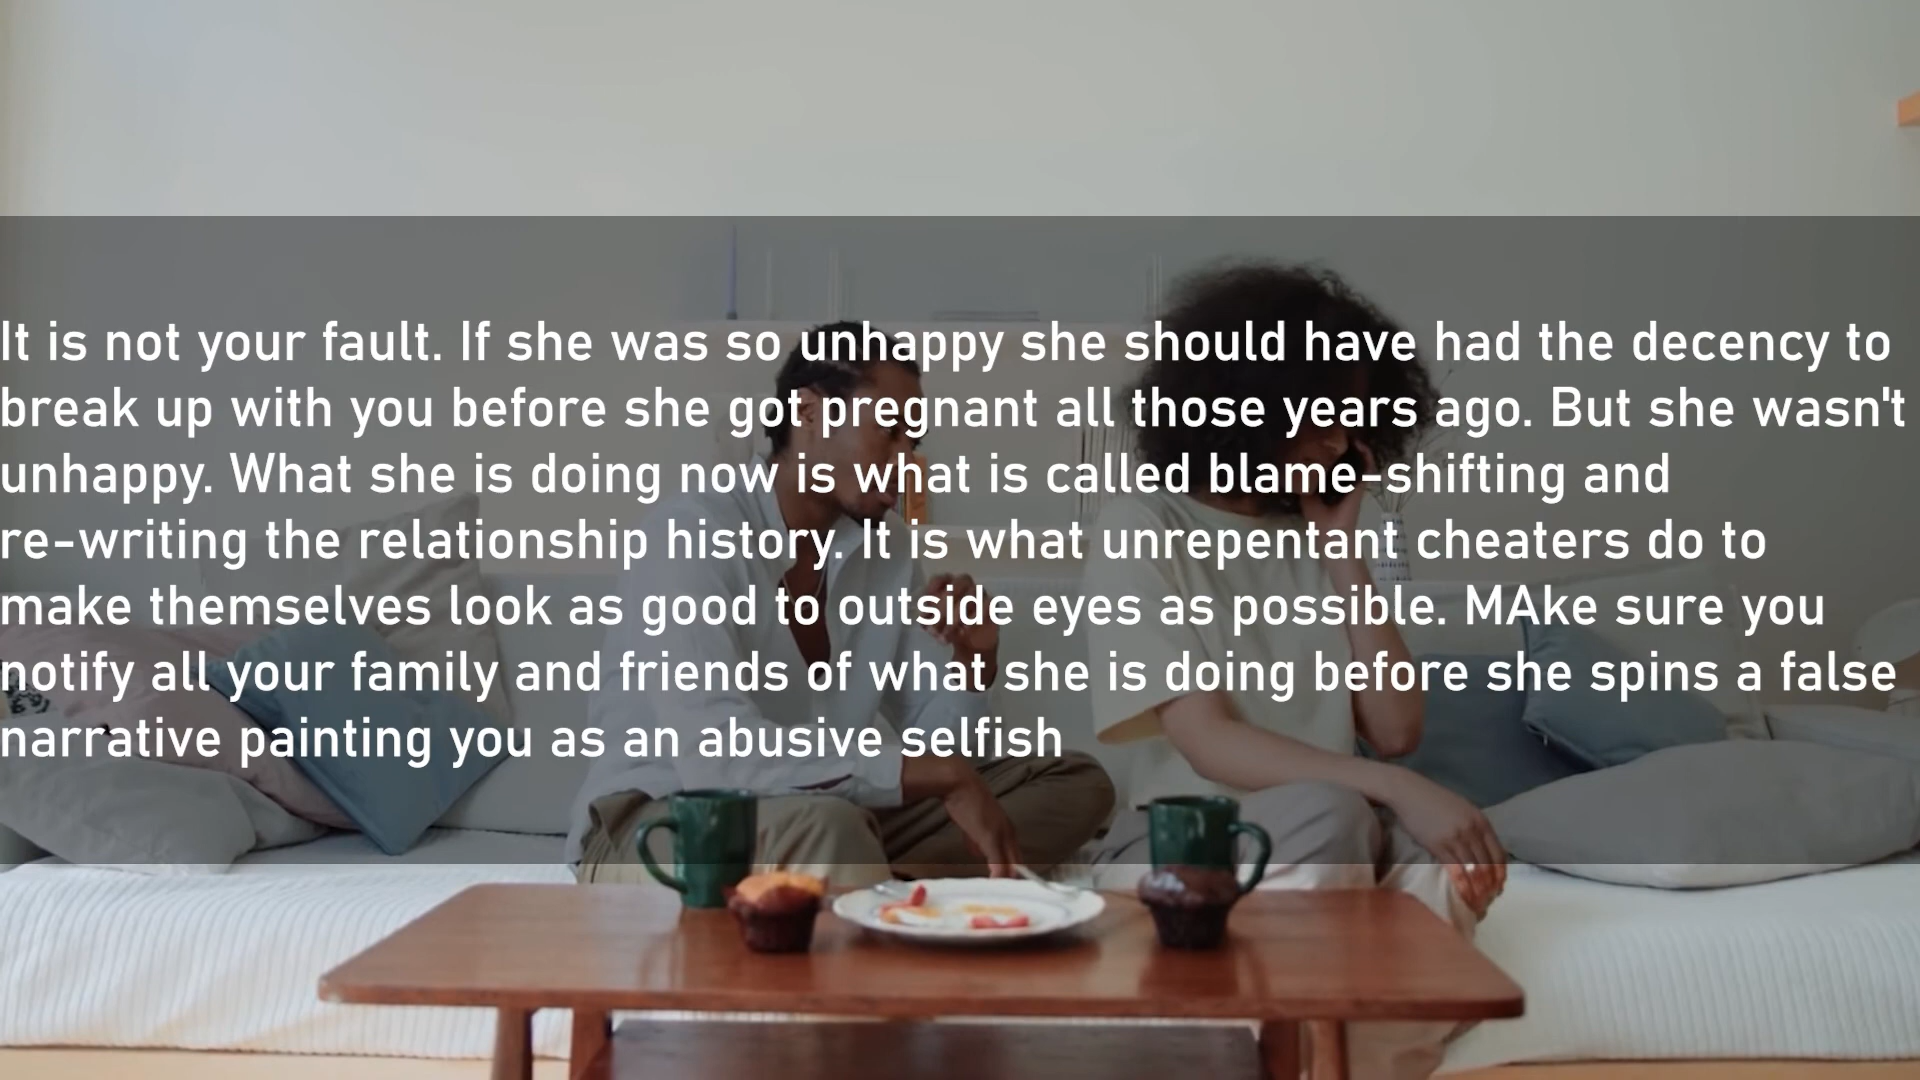 It is not your fault. If she was so unhappy she should have had the decency to
break up with you before she got pregnant all those years ago. But she wasn't
unhappy. What she is doing now is what is called blame-shifting and
re-writing the relationship history. It is what unrepentant cheaters do to
make themselves look as good to outside eyes as possible. MAke sure you
notify all your family and friends of what she is doing before she spins a false
narrative painting you as an abusive selfish